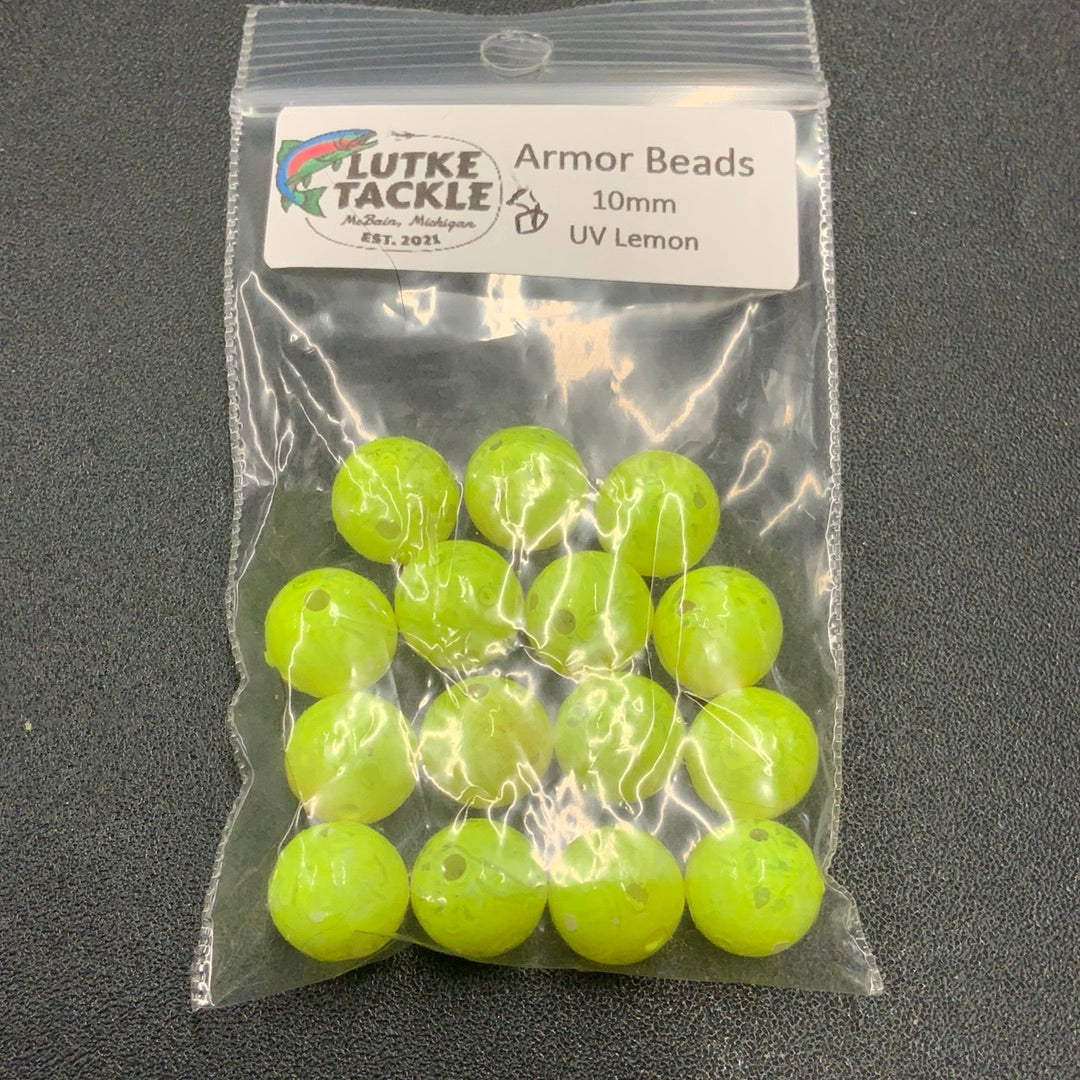 LUTKE
TACKLE
McBain, Michigan
EST. 2021
Armor Beads
10mm
UV Lemon